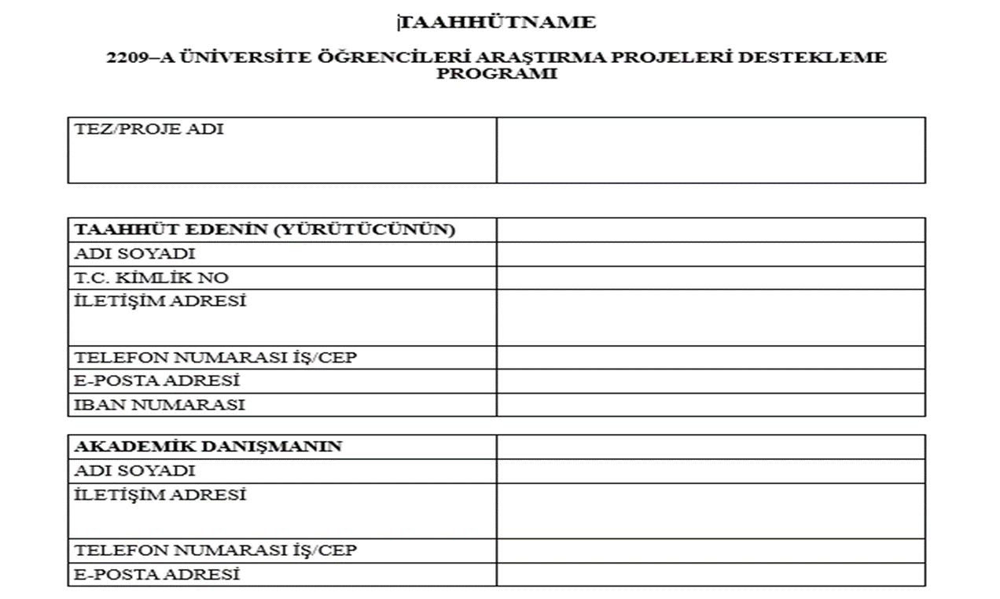 TAAHHÜTNAME
2209–A ÜNİVERSİTE ÖĞRENCİLERİ ARAŞTIRMA PROJELERİ DESTEKLEME
PROGRAMI
TEZ/PROJE ADI
TAAHHÜT EDENİN (YÜRÜTÜCÜNÜN)
ADI SOYADI
T.C. KİMLİK NO
İLETİŞİM ADRESİ
TELEFON NUMARASI İŞ/CEP
E-POSTA ADRESİ
IBAN NUMARASI
AKADEMİK DANIŞMANIN
ADI SOYADI
İLETİŞİM ADRESİ
TELEFON NUMARASI İŞ/CEP
E-POSTA ADRESİ